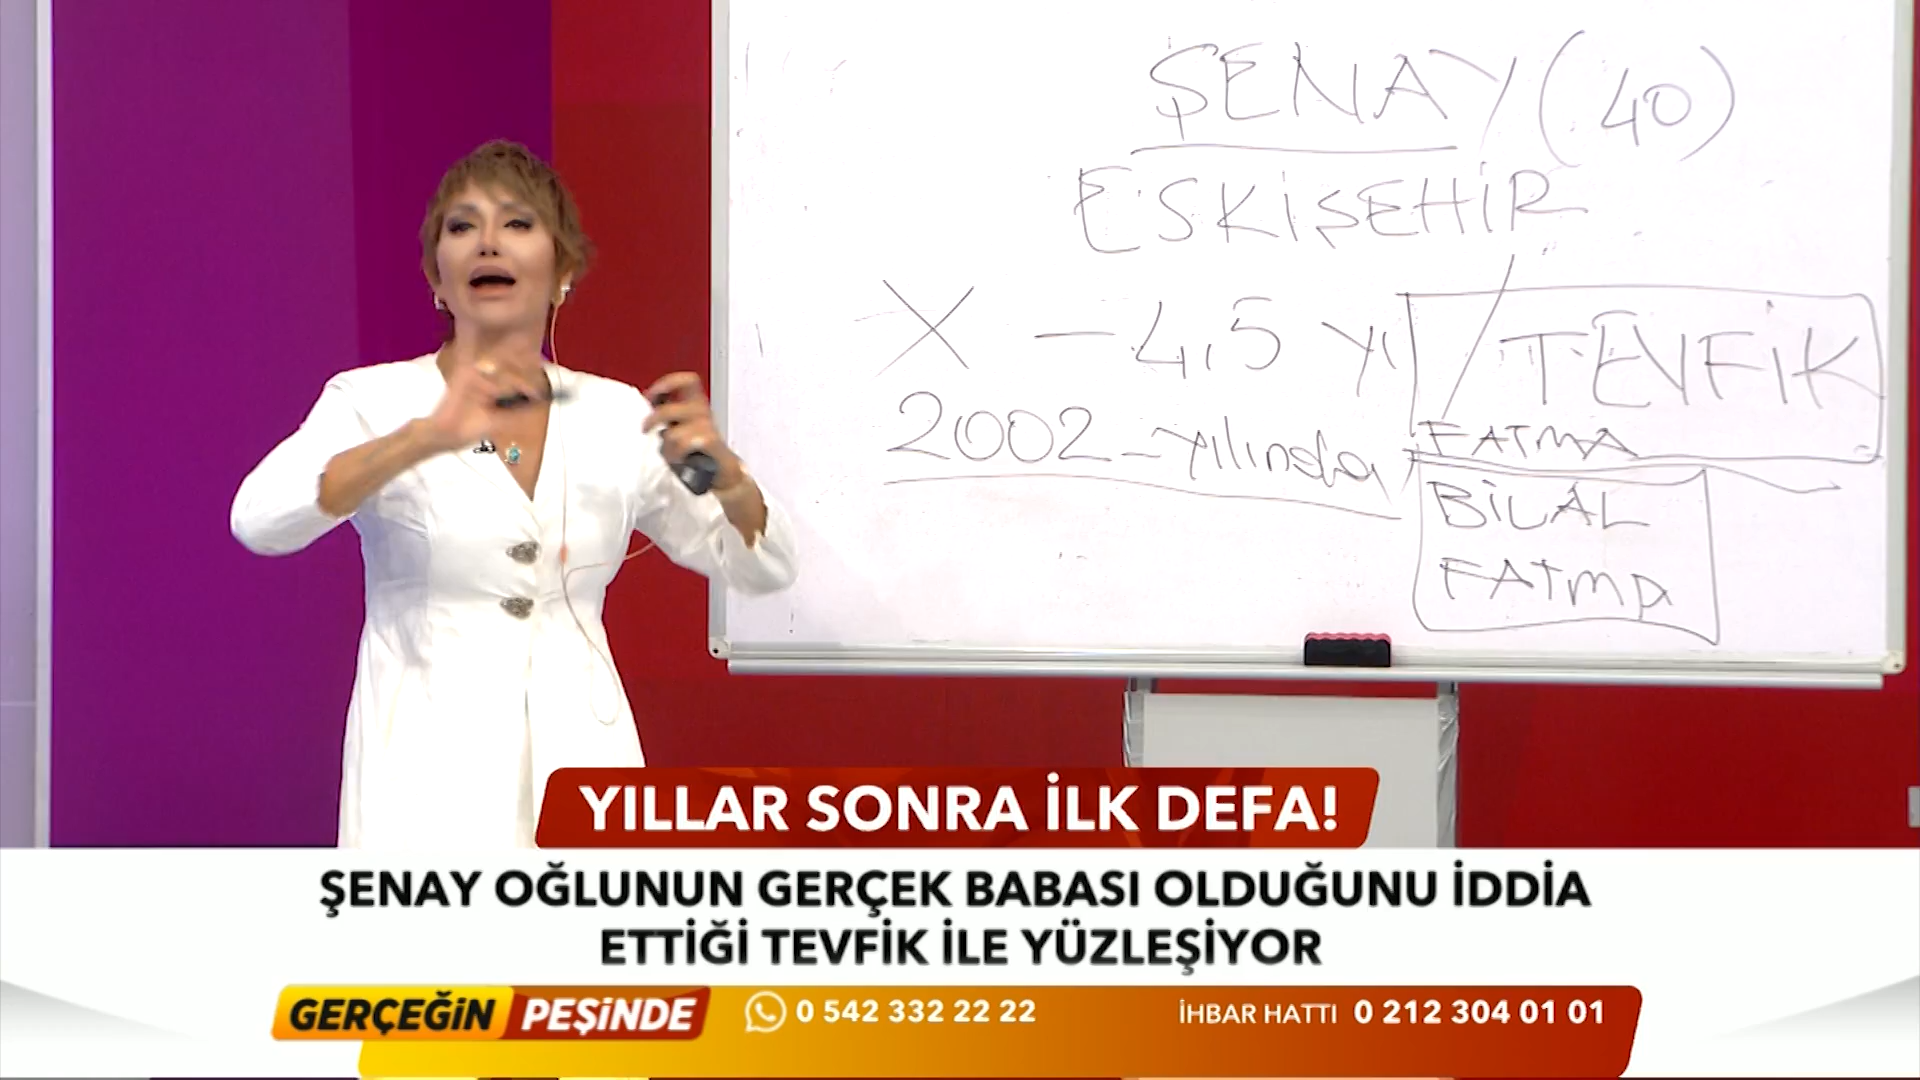 ŞENAY (40)
ESKİŞEHİR
X - 4,5 yı
TEVFİK
2002 - yılında
FATMA
BİLAL
FATMA
YILLAR SONRA İLK DEFA!
ŞENAY OĞLUNUN GERÇEK BABASI OLDUĞUNU İDDİA
ETTİĞİ TEVFİK İLE YÜZLEŞİYOR
GERÇEĞİN PEŞİNDE 0 542 332 22 22 İHBAR HATTI 0 212 304 01 01